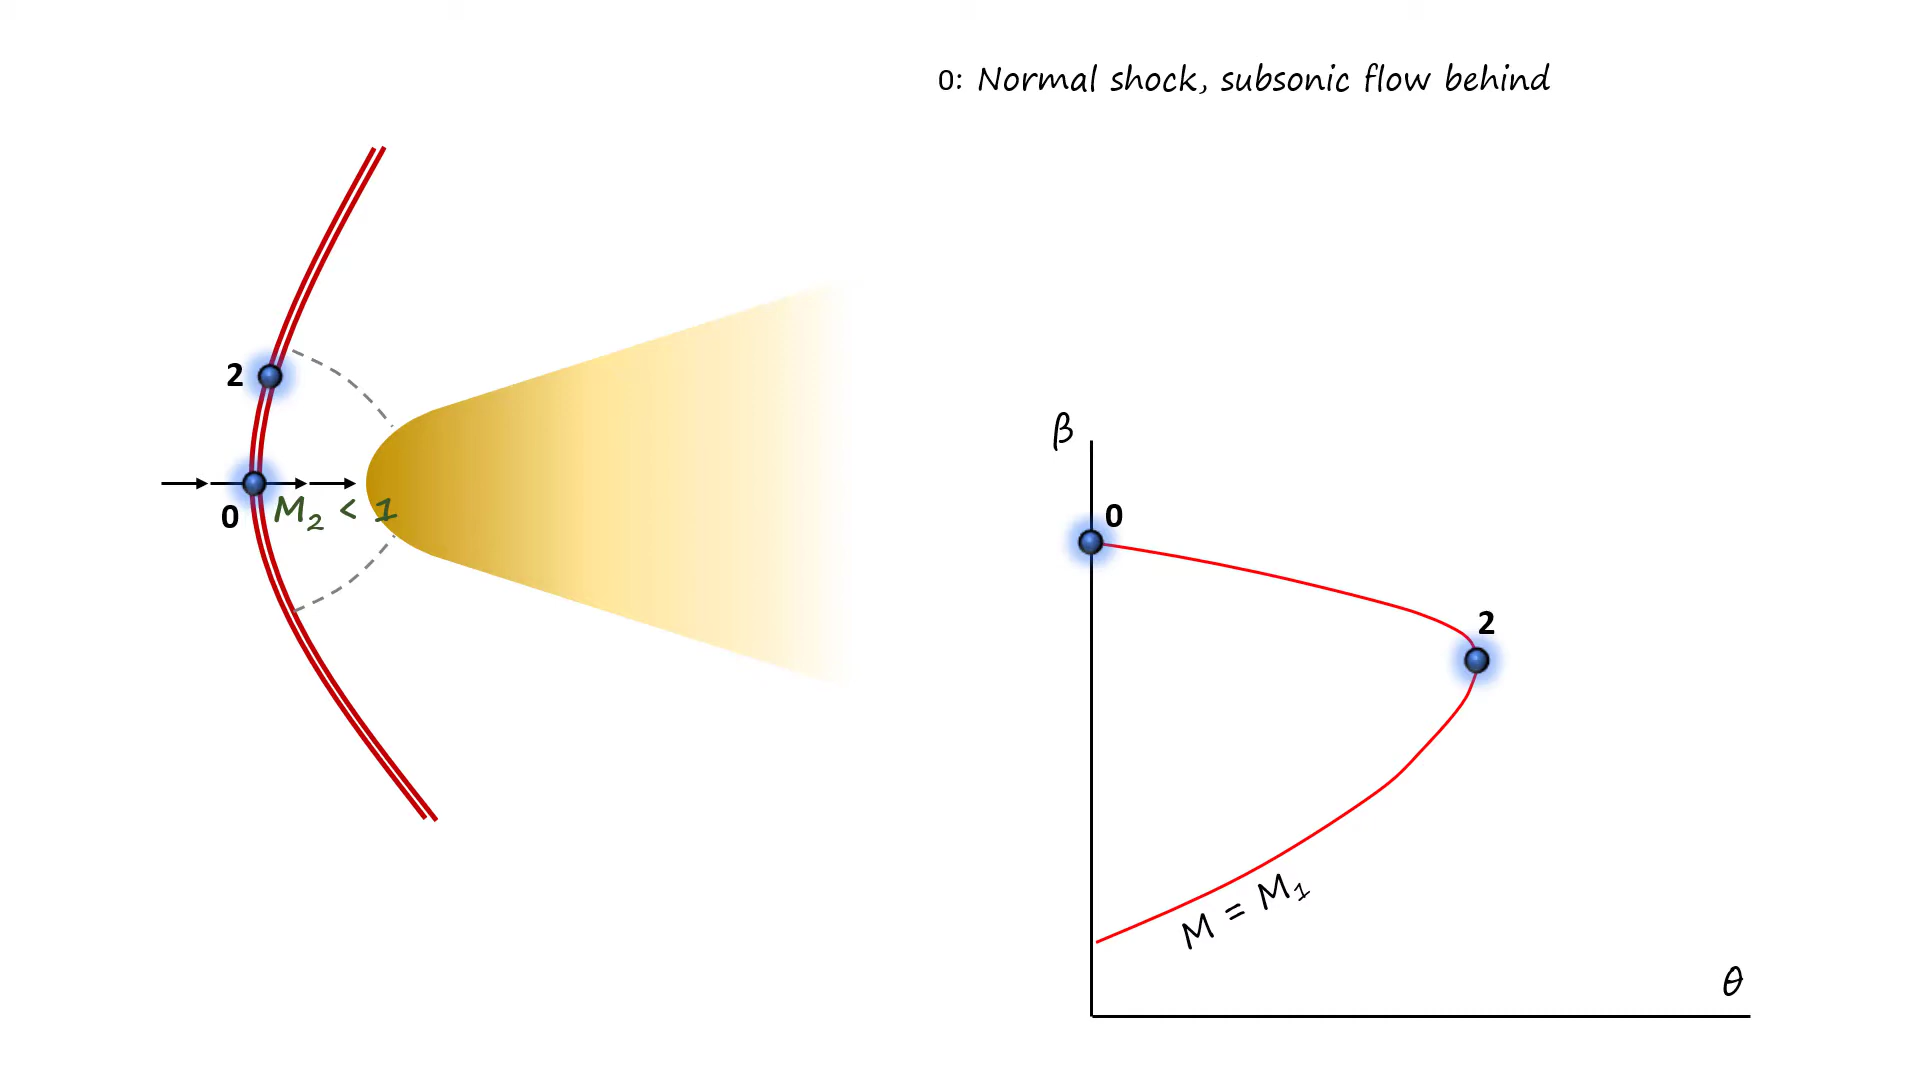 0: Normal shock, subsonic flow behind
2
0
M₂ < 1
β
0
2
M = M₁
θ